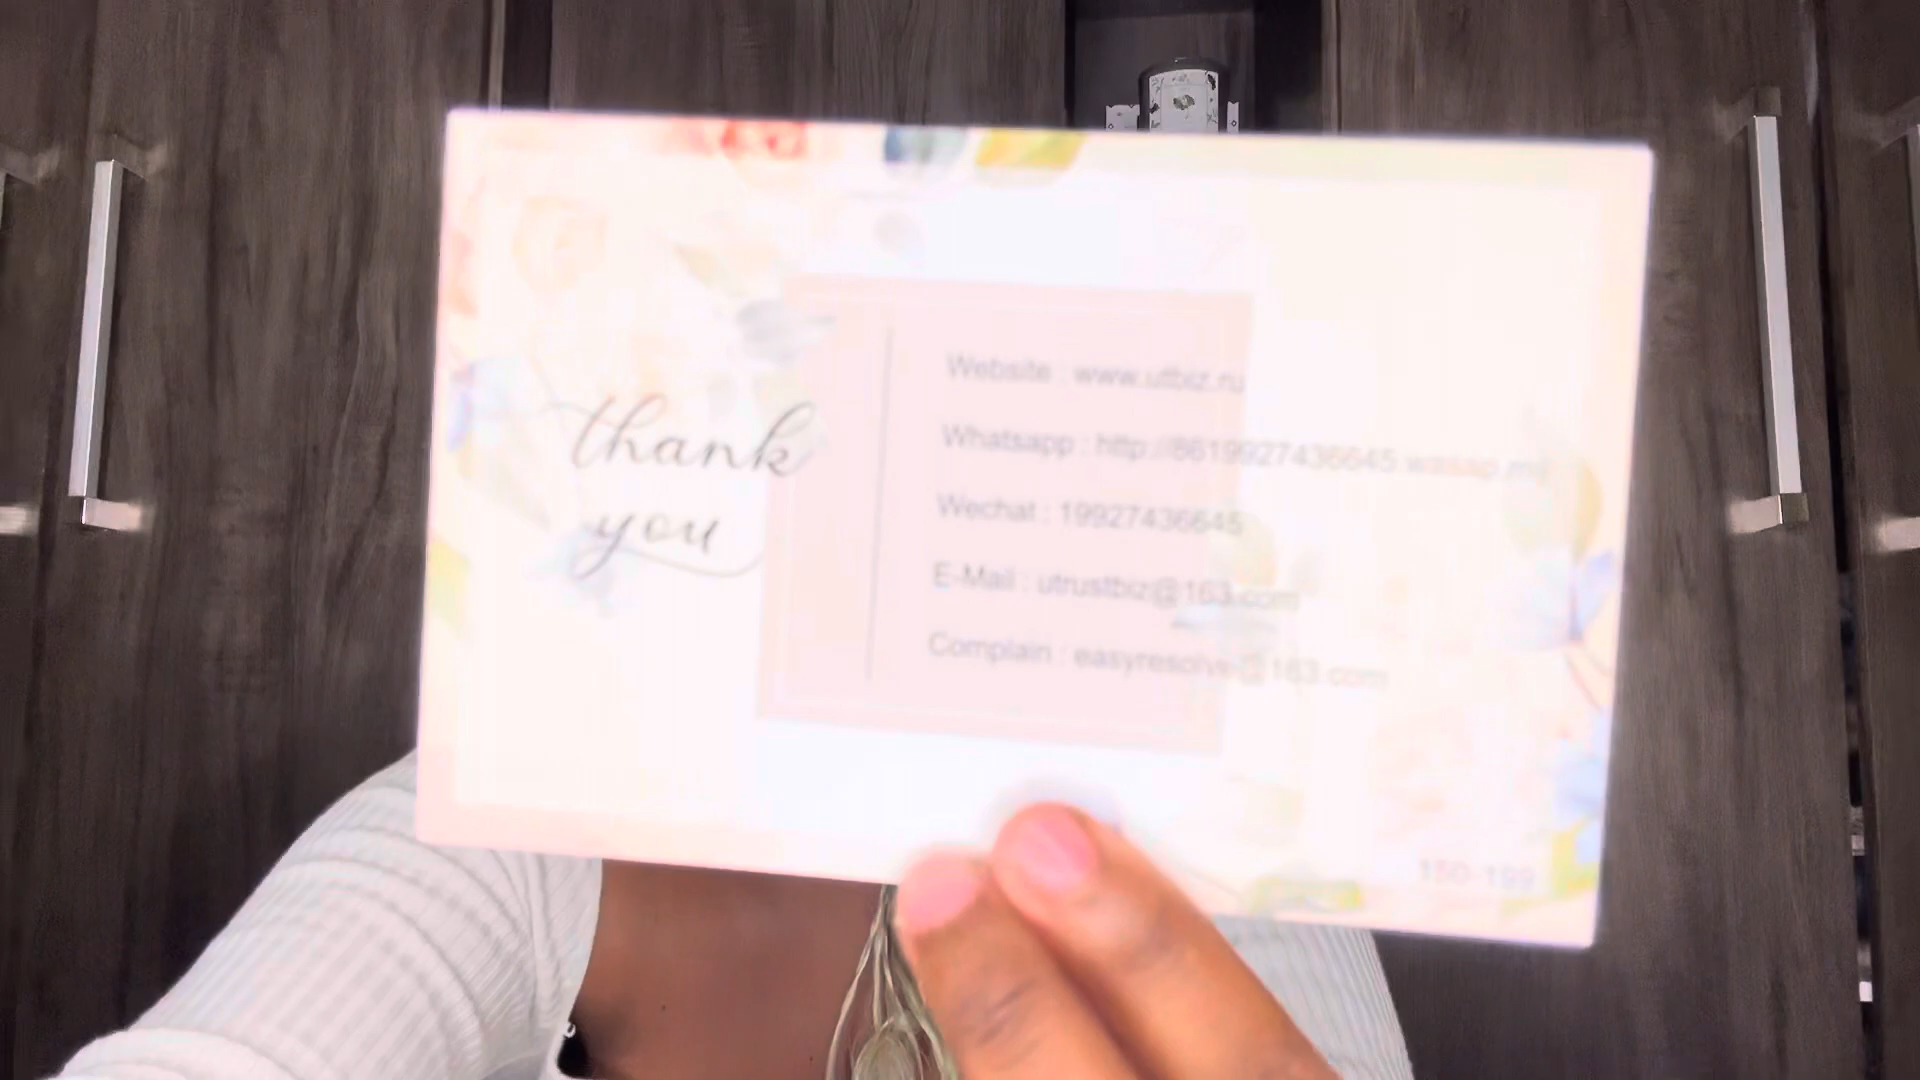 thank
you
Website : www.utbiz.ru
Whatsapp : http://8619927436645.wasap.my
Wechat : 19927436645
E-Mail : utrustbiz@163.com
Complain : easyresolve@163.com
150-199